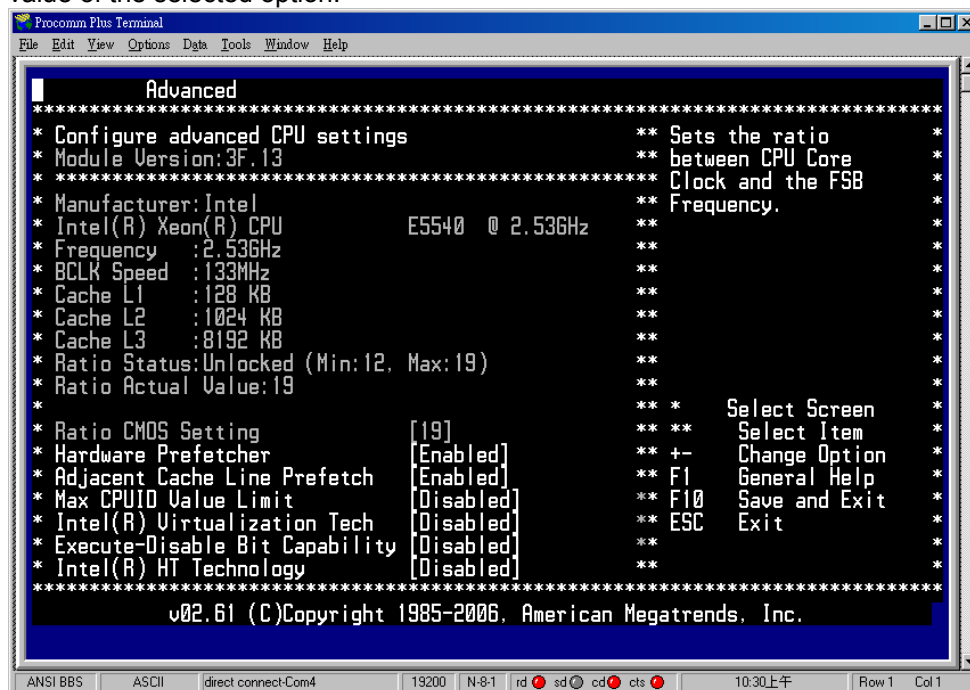 value of the selected option.
Procomm Plus Terminal
File Edit View Options Data Tools Window Help
Advanced
*******************************************************************************
* Configure advanced CPU settings ** Sets the ratio *
* Module Version:3F.13 ** between CPU Core *
* ***************************************************** Clock and the FSB *
* Manufacturer:Intel ** Frequency. *
* Intel(R) Xeon(R) CPU E5540 @ 2.53GHz ** *
* Frequency :2.53GHz ** *
* BCLK Speed :133MHz ** *
* Cache L1 :128 KB ** *
* Cache L2 :1024 KB ** *
* Cache L3 :8192 KB ** *
* Ratio Status:Unlocked (Min:12, Max:19) ** *
* Ratio Actual Value:19 ** *
* ** * Select Screen *
* Ratio CMOS Setting [19] ** ** Select Item *
* Hardware Prefetcher [Enabled] ** +- Change Option *
* Adjacent Cache Line Prefetch [Enabled] ** F1 General Help *
* Max CPUID Value Limit [Disabled] ** F10 Save and Exit *
* Intel(R) Virtualization Tech [Disabled] ** ESC Exit *
* Execute-Disable Bit Capability [Disabled] ** *
* Intel(R) HT Technology [Disabled] ** *
*******************************************************************************
v02.61 (C)Copyright 1985-2006, American Megatrends, Inc.
ANSI BBS ASCII direct connect-Com4 19200 N-8-1 rd sd cd cts 10:30上午 Row 1 Col 1